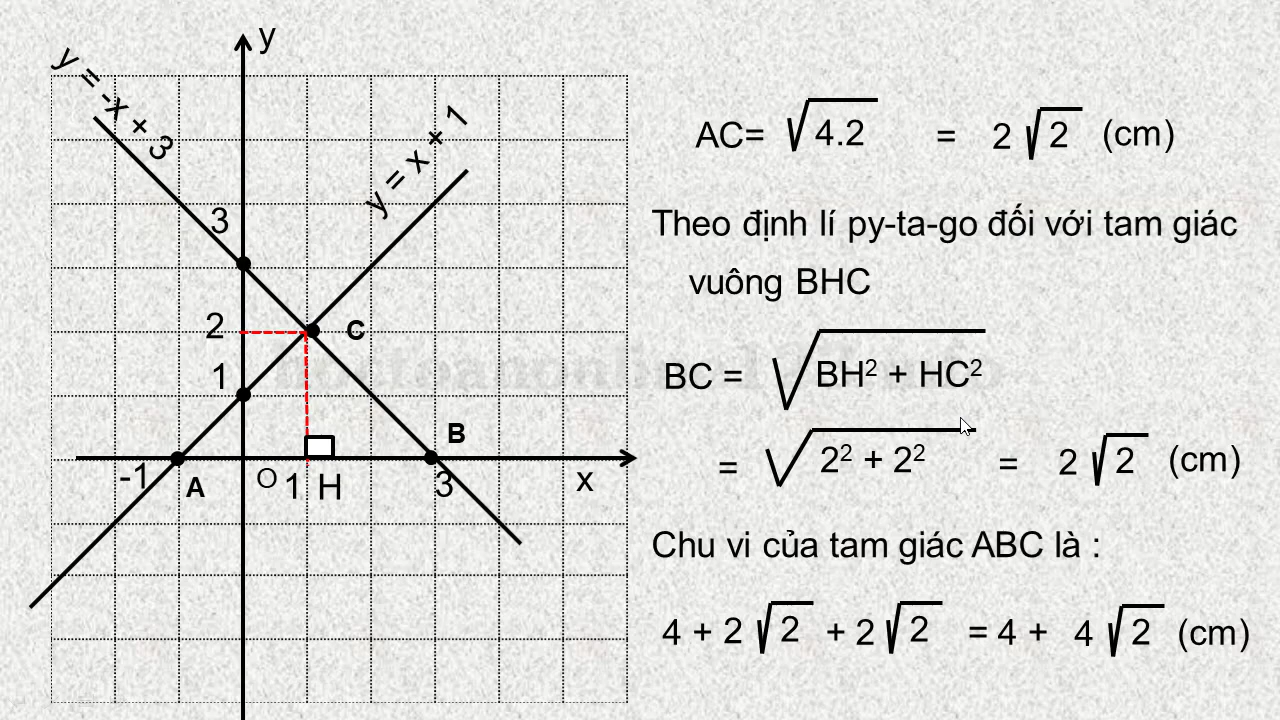 y
y = -x + 3
y = x + 1
3
2
C
1
B
-1
A
O
1
H
3
x
AC= √4.2 = 2 √2 (cm)
Theo định lí py-ta-go đối với tam giác
vuông BHC
BC = √BH² + HC²
= √2² + 2² = 2 √2 (cm)
Chu vi của tam giác ABC là :
4 + 2 √2 + 2 √2 = 4 + 4 √2 (cm)